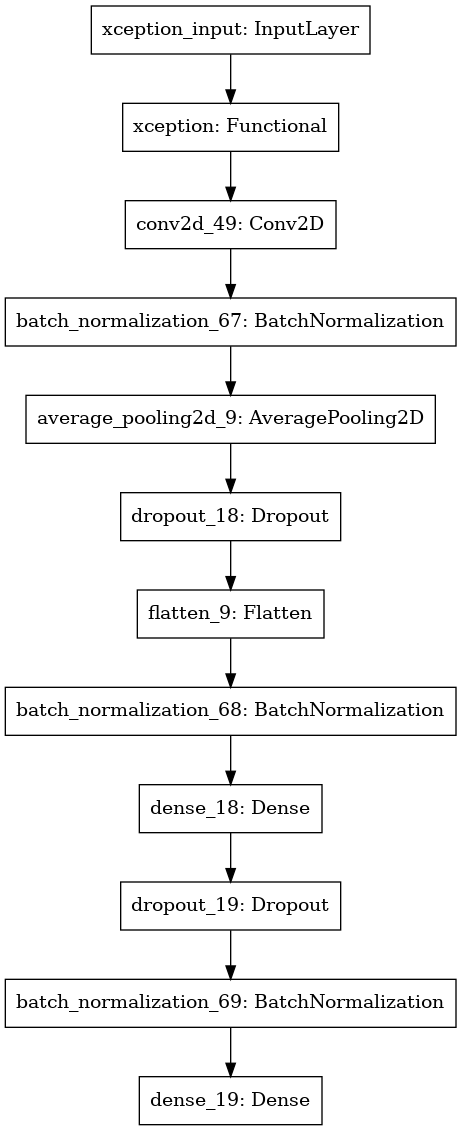 xception_input: InputLayer
xception: Functional
conv2d_49: Conv2D
batch_normalization_67: BatchNormalization
average_pooling2d_9: AveragePooling2D
dropout_18: Dropout
flatten_9: Flatten
batch_normalization_68: BatchNormalization
dense_18: Dense
dropout_19: Dropout
batch_normalization_69: BatchNormalization
dense_19: Dense